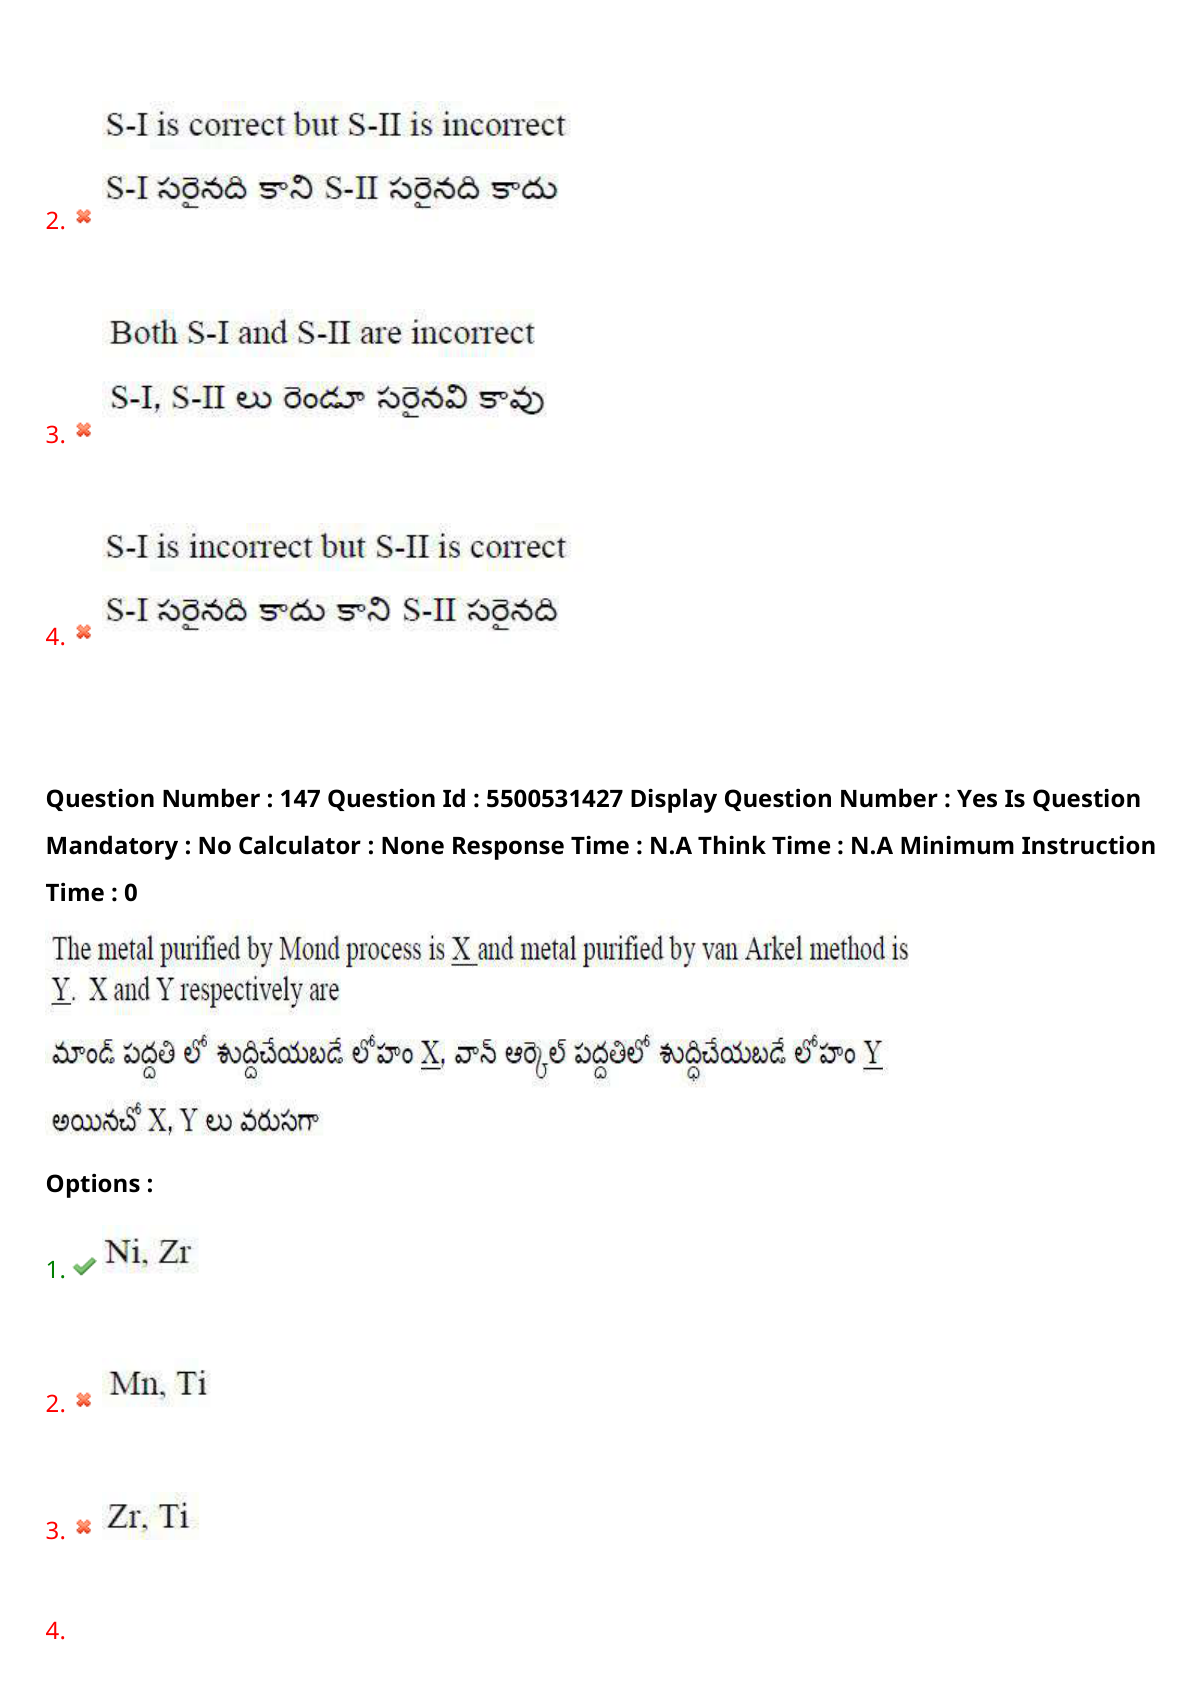 S-I is correct but S-II is incorrect
S-I సరైనది కాని S-II సరైనది కాదు
2.
Both S-I and S-II are incorrect
S-I, S-II లు రెండూ సరైనవి కావు
3.
S-I is incorrect but S-II is correct
S-I సరైనది కాదు కాని S-II సరైనది
4.
Question Number : 147 Question Id : 5500531427 Display Question Number : Yes Is Question
Mandatory : No Calculator : None Response Time : N.A Think Time : N.A Minimum Instruction
Time : 0
The metal purified by Mond process is X and metal purified by van Arkel method is
Y. X and Y respectively are
మాండ్ పద్దతి లో శుద్దిచేయబడే లోహం X, వాన్ ఆర్కెల్ పద్దతిలో శుద్ధిచేయబడే లోహం Y
అయినచో X, Y లు వరుసగా
Options :
1. Ni, Zr
2. Mn, Ti
3. Zr, Ti
4.